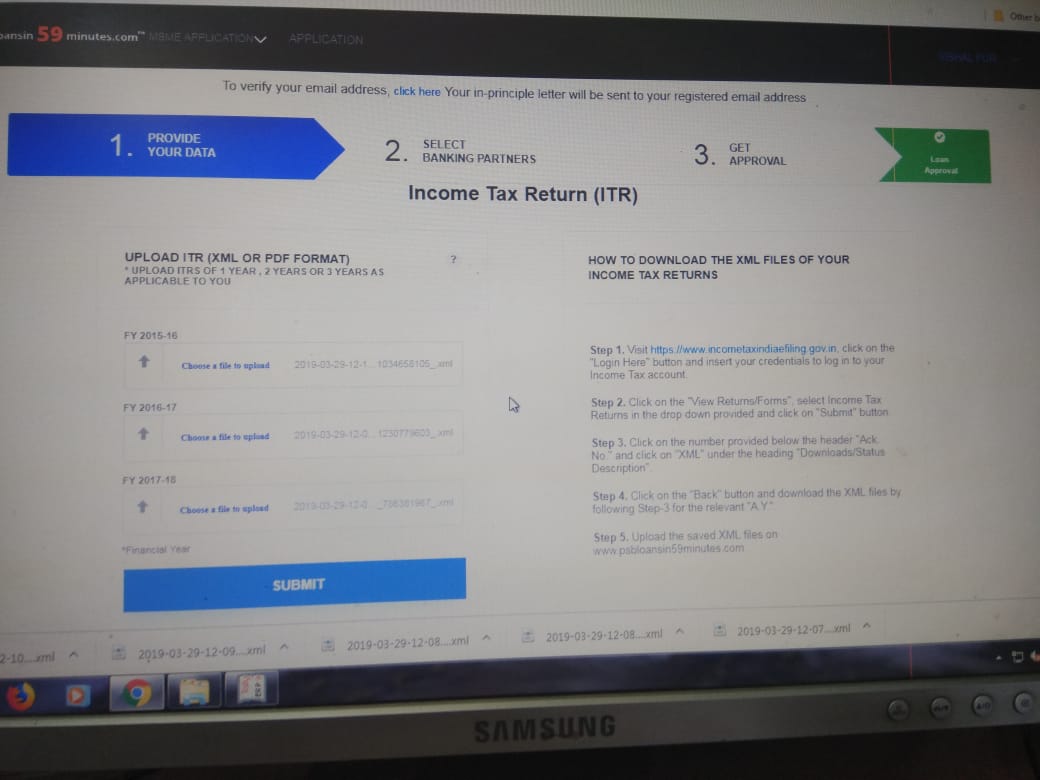 Other b
oansin 59 minutes.com™ MSME APPLICATION APPLICATION
To verify your email address, click here Your in-principle letter will be sent to your registered email address
1. PROVIDE
YOUR DATA
2. SELECT
BANKING PARTNERS
3. GET
APPROVAL
Loan
Approval
Income Tax Return (ITR)
UPLOAD ITR (XML OR PDF FORMAT) ?
* UPLOAD ITRS OF 1 YEAR , 2 YEARS OR 3 YEARS AS
APPLICABLE TO YOU
FY 2015-16
Choose a file to upload 2019-03-29-12-1... 1034658105_.xml
FY 2016-17
Choose a file to upload 2019-03-29-12-0... 1230779603_.xml
FY 2017-18
Choose a file to upload 2019-03-29-12-0... _786381967_.xml
*Financial Year
SUBMIT
HOW TO DOWNLOAD THE XML FILES OF YOUR
INCOME TAX RETURNS
Step 1. Visit https://www.incometaxindiaefiling.gov.in, click on the
"Login Here" button and insert your credentials to log in to your
Income Tax account.
Step 2. Click on the "View Returns/Forms", select Income Tax
Returns in the drop down provided and click on "Submit" button
Step 3. Click on the number provided below the header "Ack.
No." and click on "XML" under the heading "Downloads/Status
Description".
Step 4. Click on the "Back" button and download the XML files by
following Step-3 for the relevant "A.Y."
Step 5. Upload the saved XML files on
www.psbloansin59minutes.com
2-10....xml
2019-03-29-12-09....xml
2019-03-29-12-08....xml
2019-03-29-12-08....xml
2019-03-29-12-07....xml
SAMSUNG